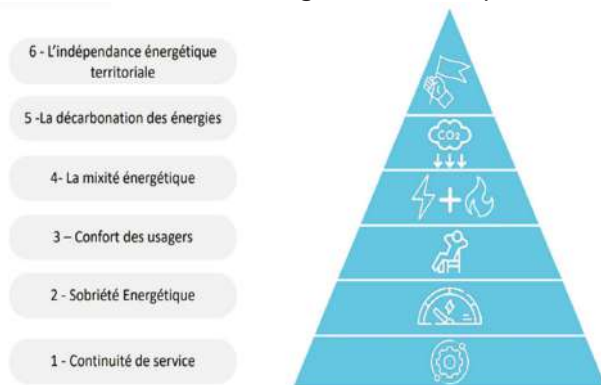 6 - L'indépendance énergétique
territoriale
5 -La décarbonation des énergies
4- La mixité énergétique
3 – Confort des usagers
2 - Sobriété Energétique
1 - Continuité de service
CO₂